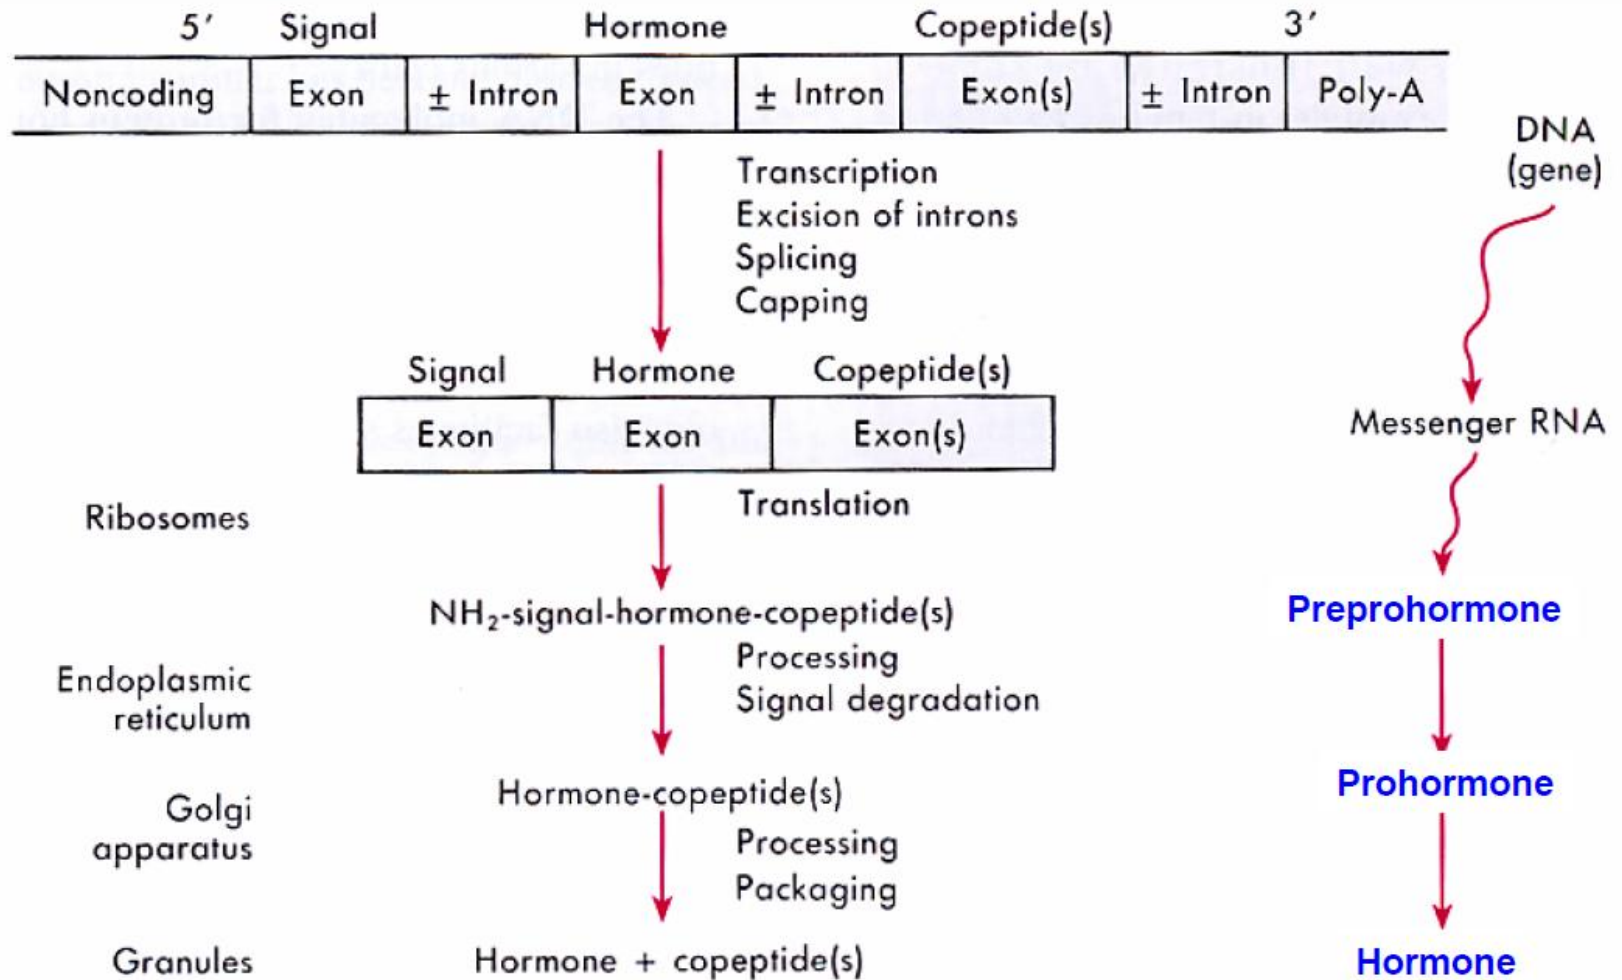 5′ Signal Hormone Copeptide(s) 3′
Noncoding Exon ± Intron Exon ± Intron Exon(s) ± Intron Poly-A
DNA
(gene)
Transcription
Excision of introns
Splicing
Capping
Signal Hormone Copeptide(s)
Exon Exon Exon(s)
Messenger RNA
Ribosomes
Translation
NH₂-signal-hormone-copeptide(s)
Preprohormone
Endoplasmic
reticulum
Processing
Signal degradation
Hormone-copeptide(s)
Prohormone
Golgi
apparatus
Processing
Packaging
Granules
Hormone + copeptide(s)
Hormone